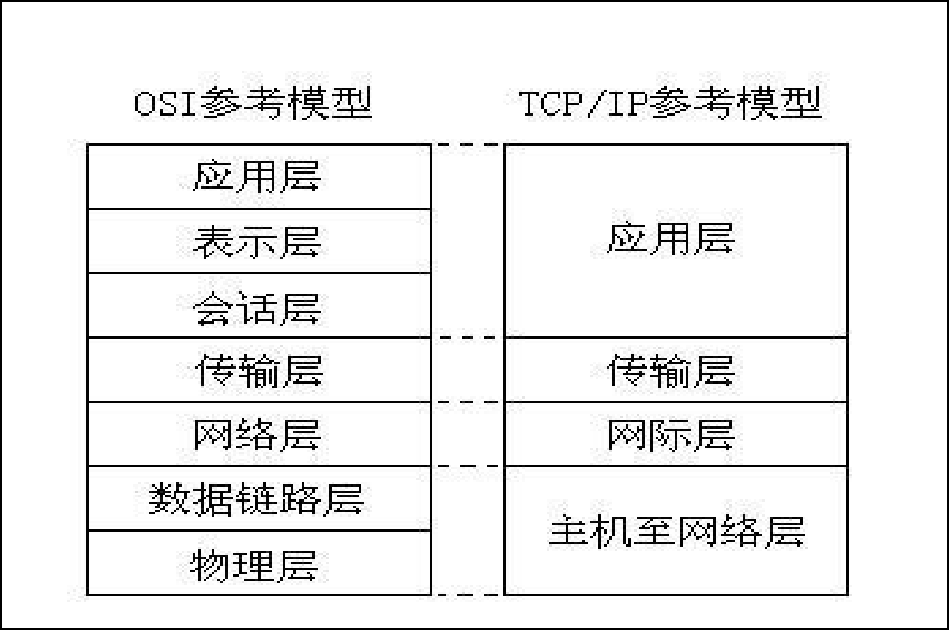 OSI参考模型
TCP/IP参考模型
应用层
表示层
会话层
传输层
网络层
数据链路层
物理层
应用层
传输层
网际层
主机至网络层